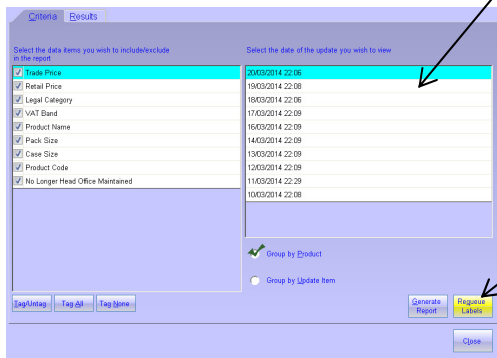 Criteria Results
Select the data items you wish to include/exclude
in the report
Trade Price
Retail Price
Legal Category
VAT Band
Product Name
Pack Size
Case Size
Product Code
No Longer Head Office Maintained
Tag/Untag Tag All Tag None
Select the date of the update you wish to view
20/03/2014 22:06
19/03/2014 22:08
18/03/2014 22:06
17/03/2014 22:09
16/03/2014 22:09
14/03/2014 22:09
13/03/2014 22:09
12/03/2014 22:09
11/03/2014 22:29
10/03/2014 22:08
Group by Product
Group by Update Item
Generate
Report
Requeue
Labels
Close